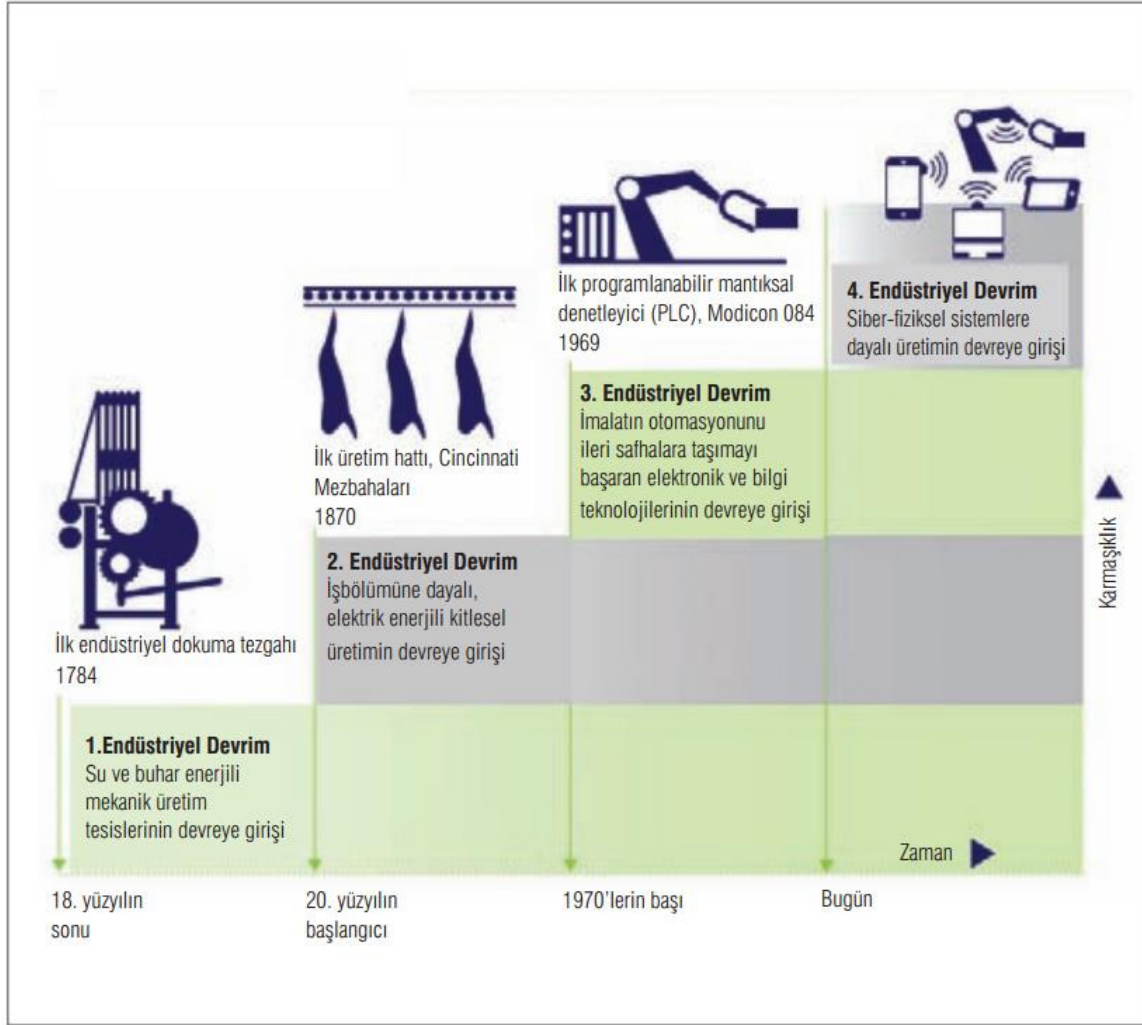 İlk endüstriyel dokuma tezgahı
1784
1.Endüstriyel Devrim
Su ve buhar enerjili
mekanik üretim
tesislerinin devreye girişi
18. yüzyılın
sonu
İlk üretim hattı, Cincinnati
Mezbahaları
1870
2. Endüstriyel Devrim
İşbölümüne dayalı,
elektrik enerjili kitlesel
üretimin devreye girişi
20. yüzyılın
başlangıcı
İlk programlanabilir mantıksal
denetleyici (PLC), Modicon 084
1969
3. Endüstriyel Devrim
İmalatın otomasyonunu
ileri safhalara taşımayı
başaran elektronik ve bilgi
teknolojilerinin devreye girişi
1970'lerin başı
4. Endüstriyel Devrim
Siber-fiziksel sistemlere
dayalı üretimin devreye girişi
Bugün
Zaman
Karmaşıklık